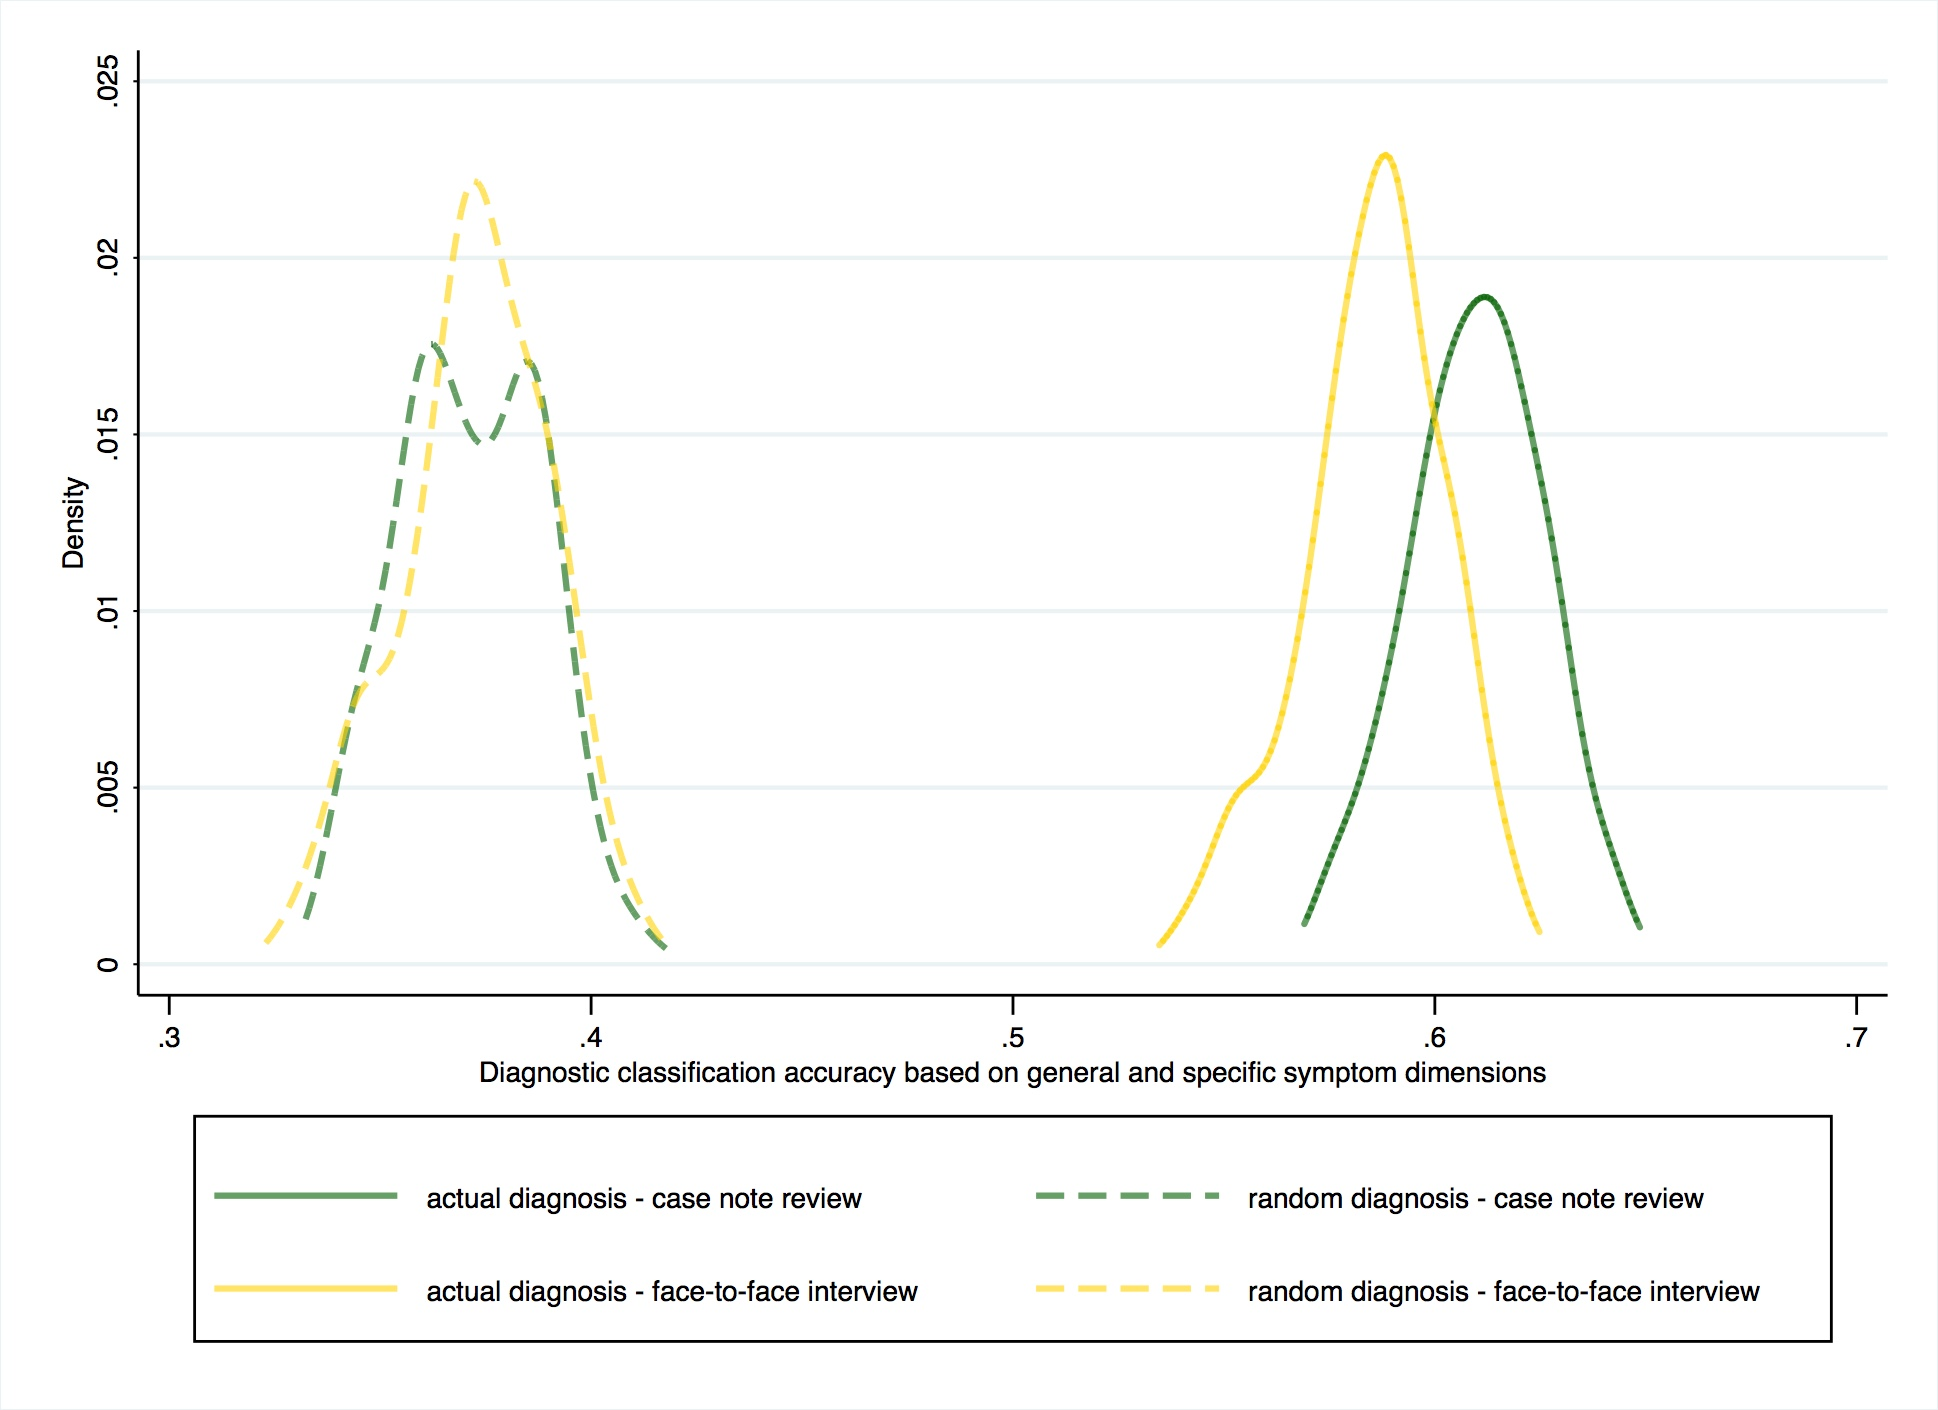 .025
.02
.015
.01
.005
0
Density
.3 .4 .5 .6 .7
Diagnostic classification accuracy based on general and specific symptom dimensions
actual diagnosis - case note review random diagnosis - case note review
actual diagnosis - face-to-face interview random diagnosis - face-to-face interview